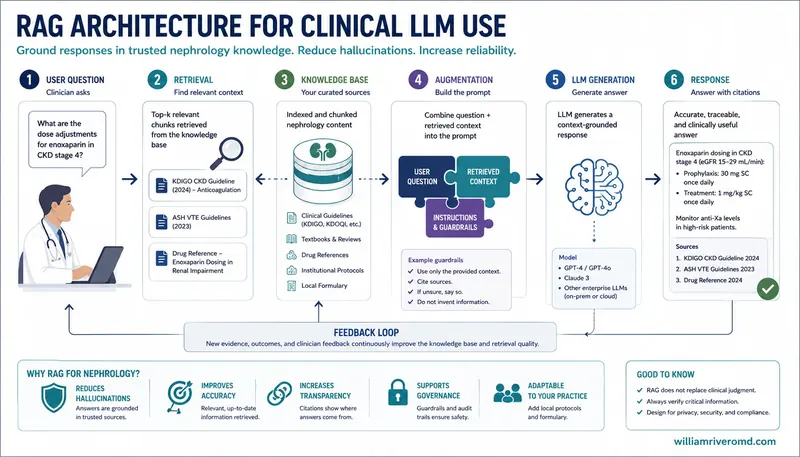 RAG ARCHITECTURE FOR CLINICAL LLM USE
Ground responses in trusted nephrology knowledge. Reduce hallucinations. Increase reliability.
1
USER QUESTION
Clinician asks
What are the
dose adjustments
for enoxaparin in
CKD stage 4?
2
RETRIEVAL
Find relevant context
Top-k relevant
chunks retrieved
from the knowledge
base
KDIGO CKD Guideline
(2024) – Anticoagulation
ASH VTE Guidelines
(2023)
Drug Reference –
Enoxaparin Dosing in
Renal Impairment
3
KNOWLEDGE BASE
Your curated sources
Indexed and chunked
nephrology content
Clinical Guidelines
(KDIGO, KDOQI, etc.)
Textbooks & Reviews
Drug References
Institutional Protocols
Local Formulary
4
AUGMENTATION
Build the prompt
Combine question +
retrieved context
into the prompt
USER
QUESTION
RETRIEVED
CONTEXT
INSTRUCTIONS
& GUARDRAILS
Example guardrails
• Use only the provided context.
• Cite sources.
• If unsure, say so.
• Do not invent information.
5
LLM GENERATION
Generate answer
LLM generates a
context-grounded
response
Model
• GPT-4 / GPT-4o
• Claude 3
• Other enterprise LLMs
(on-prem or cloud)
6
RESPONSE
Answer with citations
Accurate, traceable,
and clinically useful
answer
Enoxaparin dosing in CKD
stage 4 (eGFR 15–29 mL/min):
• Prophylaxis: 30 mg SC
once daily
• Treatment: 1 mg/kg SC
once daily
Monitor anti-Xa levels
in high-risk patients.
Sources
1. KDIGO CKD Guideline 2024
2. ASH VTE Guidelines 2023
3. Drug Reference 2024
FEEDBACK LOOP
New evidence, outcomes, and clinician feedback continuously improve the knowledge base and retrieval quality.
WHY RAG FOR NEPHROLOGY?
REDUCES
HALLUCINATIONS
Answers are grounded
in trusted sources.
IMPROVES
ACCURACY
Relevant, up-to-date
information retrieved.
INCREASES
TRANSPARENCY
Citations show where
answers come from.
SUPPORTS
GOVERNANCE
Guardrails and audit
trails ensure safety.
ADAPTABLE
TO YOUR PRACTICE
Add local protocols
and formulary.
GOOD TO KNOW
RAG does not replace clinical judgment.
Always verify critical information.
Design for privacy, security, and compliance.
williamriveromd.com